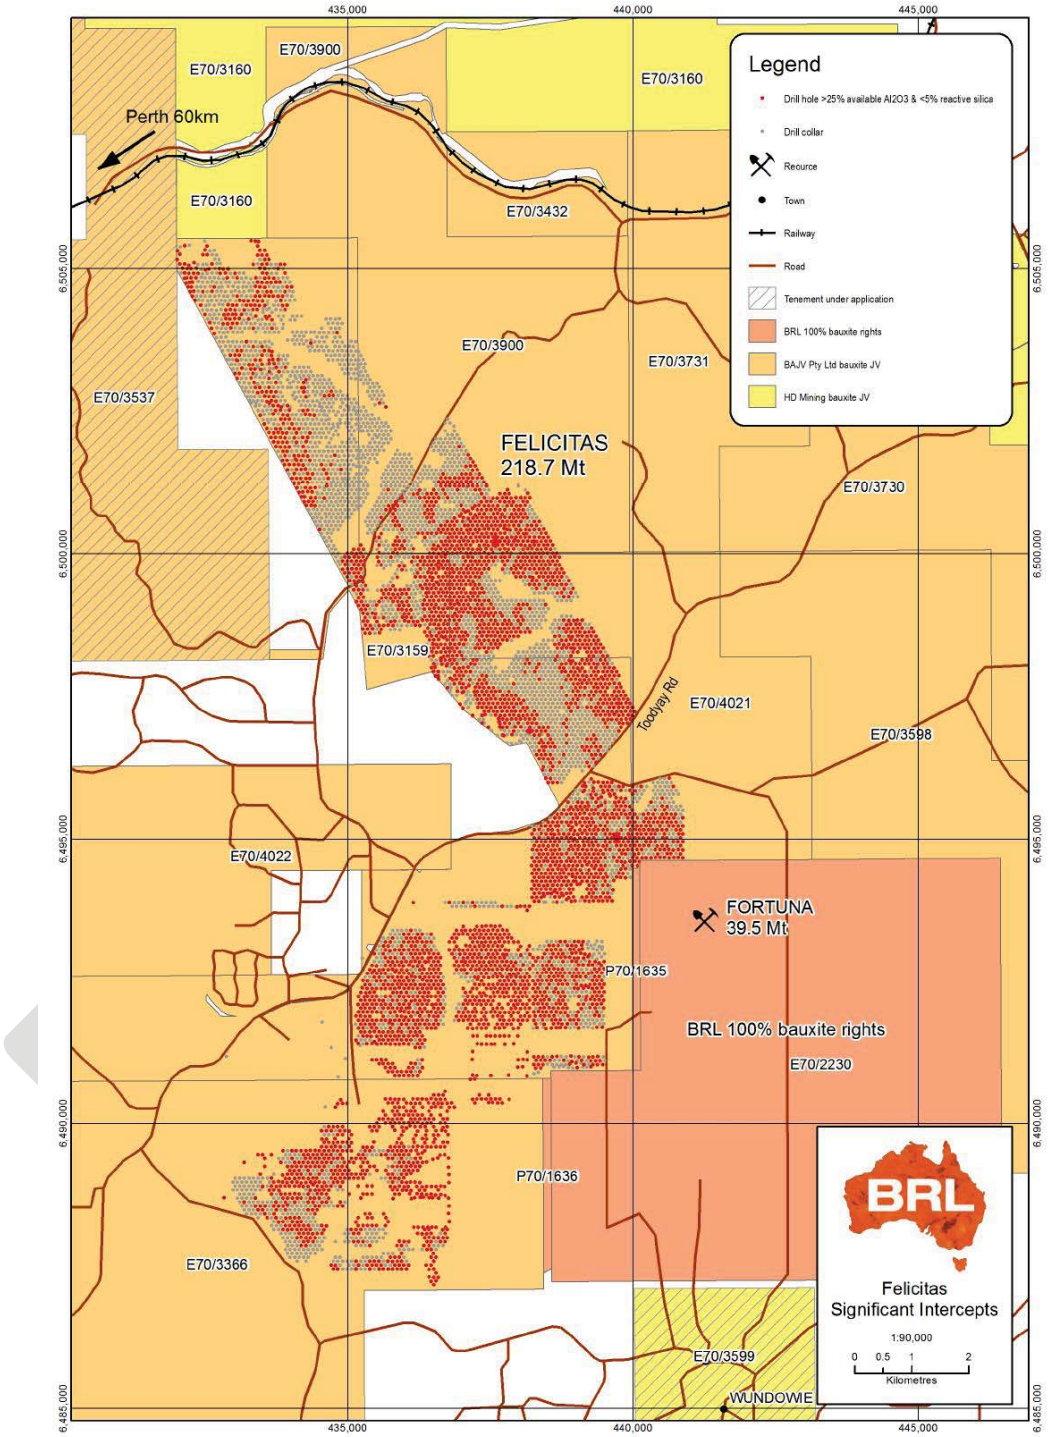 435,000
440,000
445,000
E70/3900
E70/3160
E70/3160
Perth 60km
E70/3160
E70/3432
Legend
Drill hole >25% available Al2O3 & <5% reactive silica
Drill collar
Recource
Town
Railway
Road
Tenement under application
BRL 100% bauxite rights
BAJV Pty Ltd bauxite JV
HD Mining bauxite JV
6,505,000
6,505,000
E70/3900
E70/3731
E70/3537
FELICITAS
218.7 Mt
E70/3730
6,500,000
6,500,000
E70/3159
Toodyay Rd
E70/4021
E70/3598
6,495,000
6,495,000
E70/4022
FORTUNA
39.5 Mt
P70/1635
BRL 100% bauxite rights
E70/2230
6,490,000
6,490,000
P70/1636
E70/3366
BRL
Felicitas
Significant Intercepts
1:90,000
0 0.5 1 2
Kilometres
E70/3599
WUNDOWIE
6,485,000
6,485,000
435,000
440,000
445,000